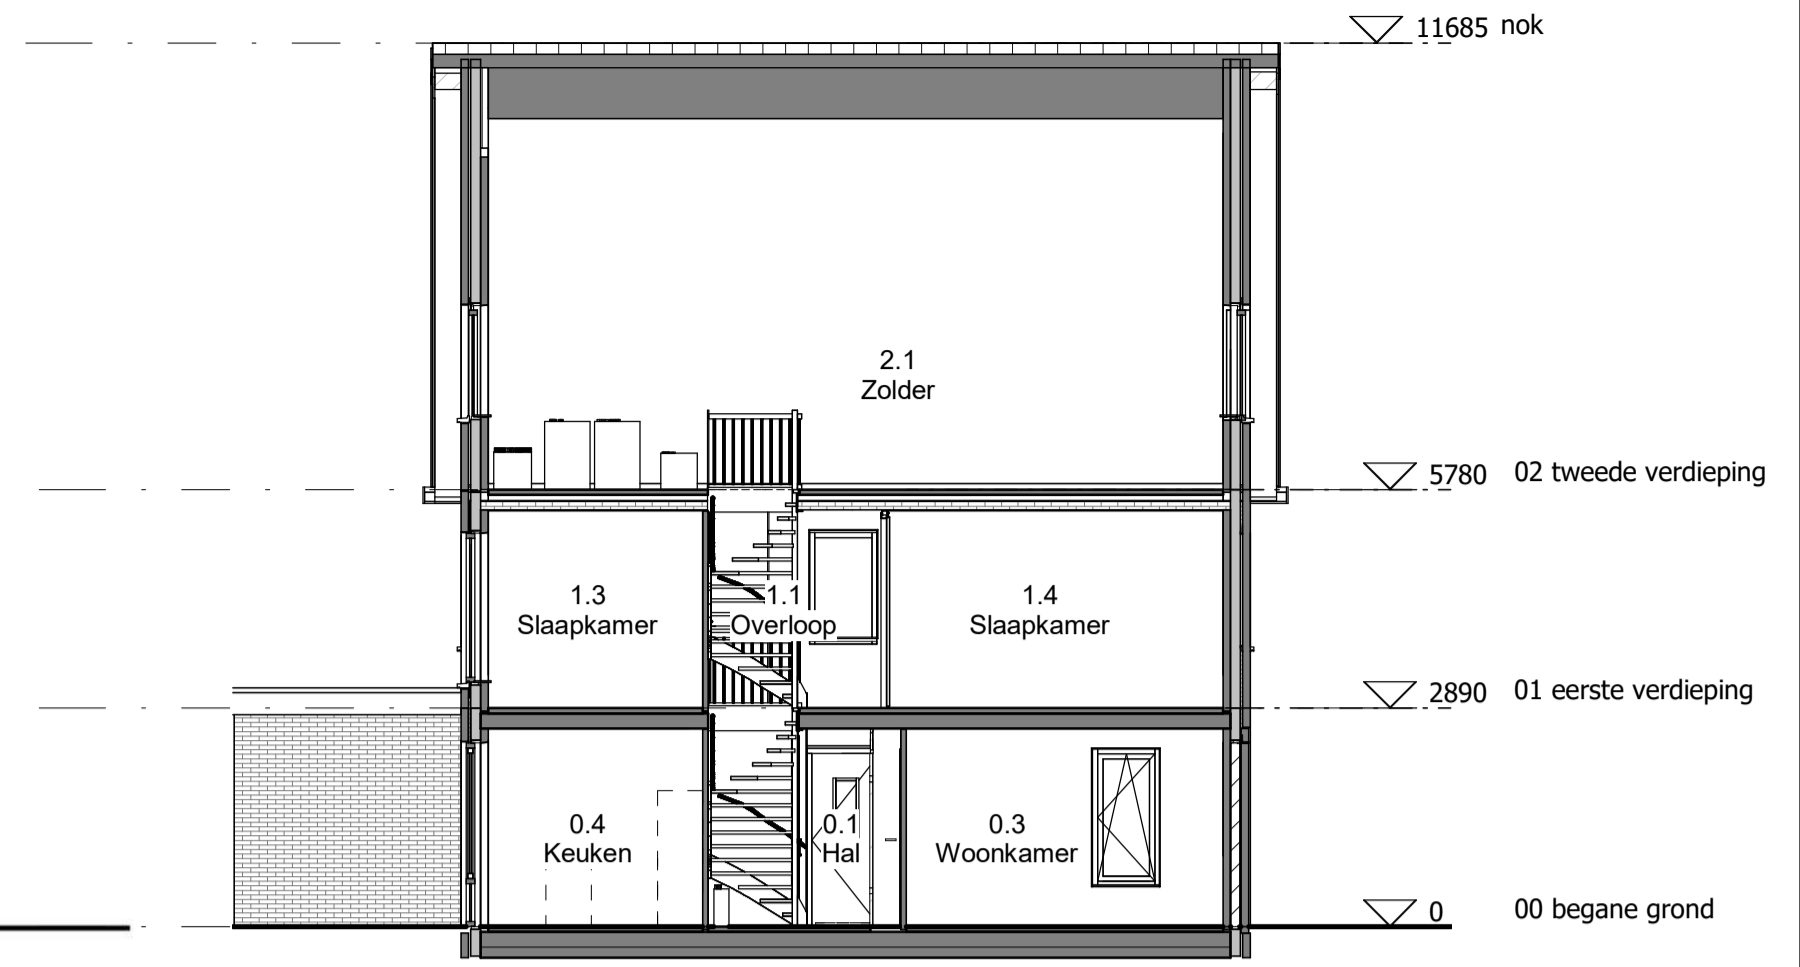 11685 nok
2.1
Zolder
5780 02 tweede verdieping
1.3
Slaapkamer
1.1
Overloop
1.4
Slaapkamer
2890 01 eerste verdieping
0.4
Keuken
0.1
Hal
0.3
Woonkamer
0 00 begane grond